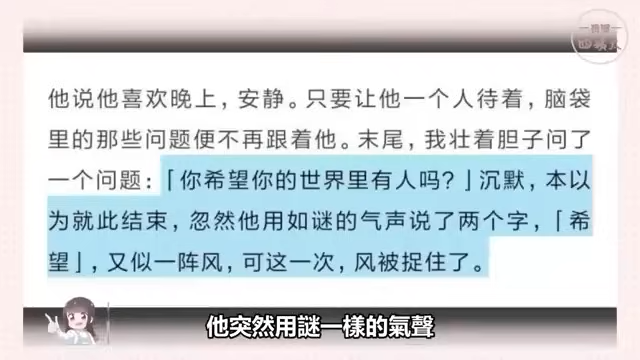 他说他喜欢晚上，安静。只要让他一个人待着，脑袋
里的那些问题便不再跟着他。末尾，我壮着胆子问了
一个问题：「你希望你的世界里有人吗？」沉默，本以
为就此结束，忽然他用如谜的气声说了两个字，「希
望」，又似一阵风，可这一次，风被捉住了。
他突然用謎一樣的氣聲